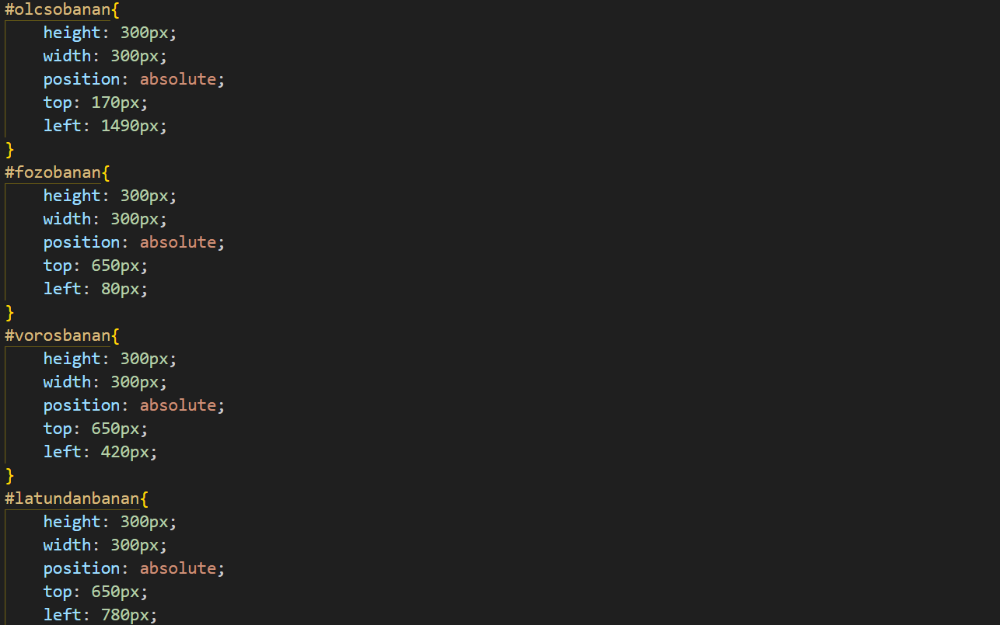 #olcsobanan{
    height: 300px;
    width: 300px;
    position: absolute;
    top: 170px;
    left: 1490px;
}
#fozobanan{
    height: 300px;
    width: 300px;
    position: absolute;
    top: 650px;
    left: 80px;
}
#vorosbanan{
    height: 300px;
    width: 300px;
    position: absolute;
    top: 650px;
    left: 420px;
}
#latundanbanan{
    height: 300px;
    width: 300px;
    position: absolute;
    top: 650px;
    left: 780px;